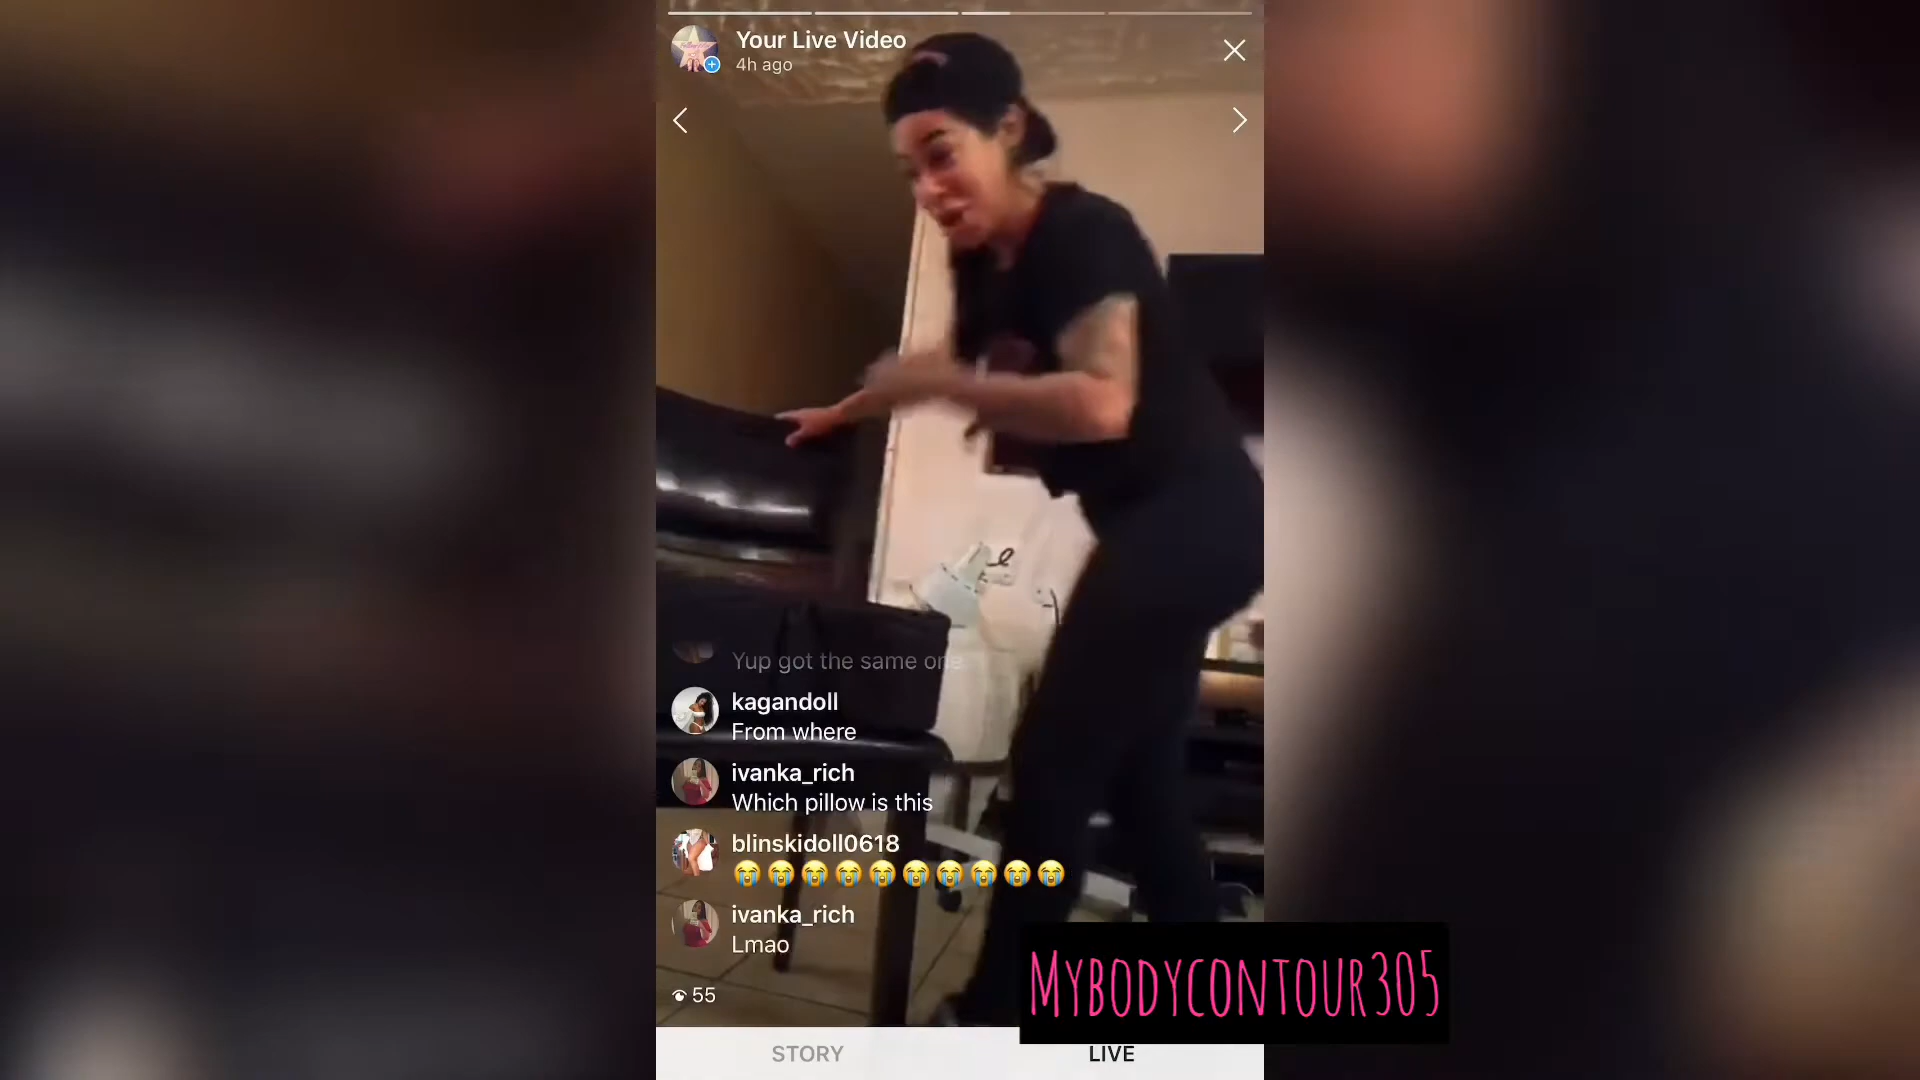 Your Live Video
4h ago
Yup got the same one
kagandoll
From where
ivanka_rich
Which pillow is this
blinskidoll0618
😭😭😭😭😭😭😭😭😭😭
ivanka_rich
Lmao
55
MYBODYCONTOUR305
STORY
LIVE